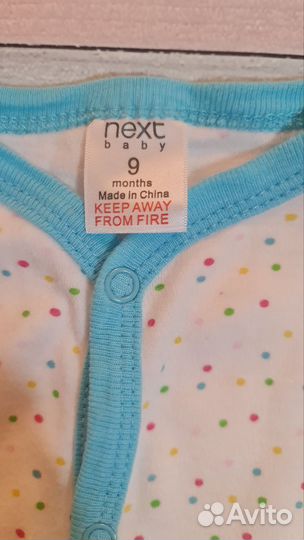 next
baby
9
months
Made in China
KEEP AWAY
FROM FIRE
Avito